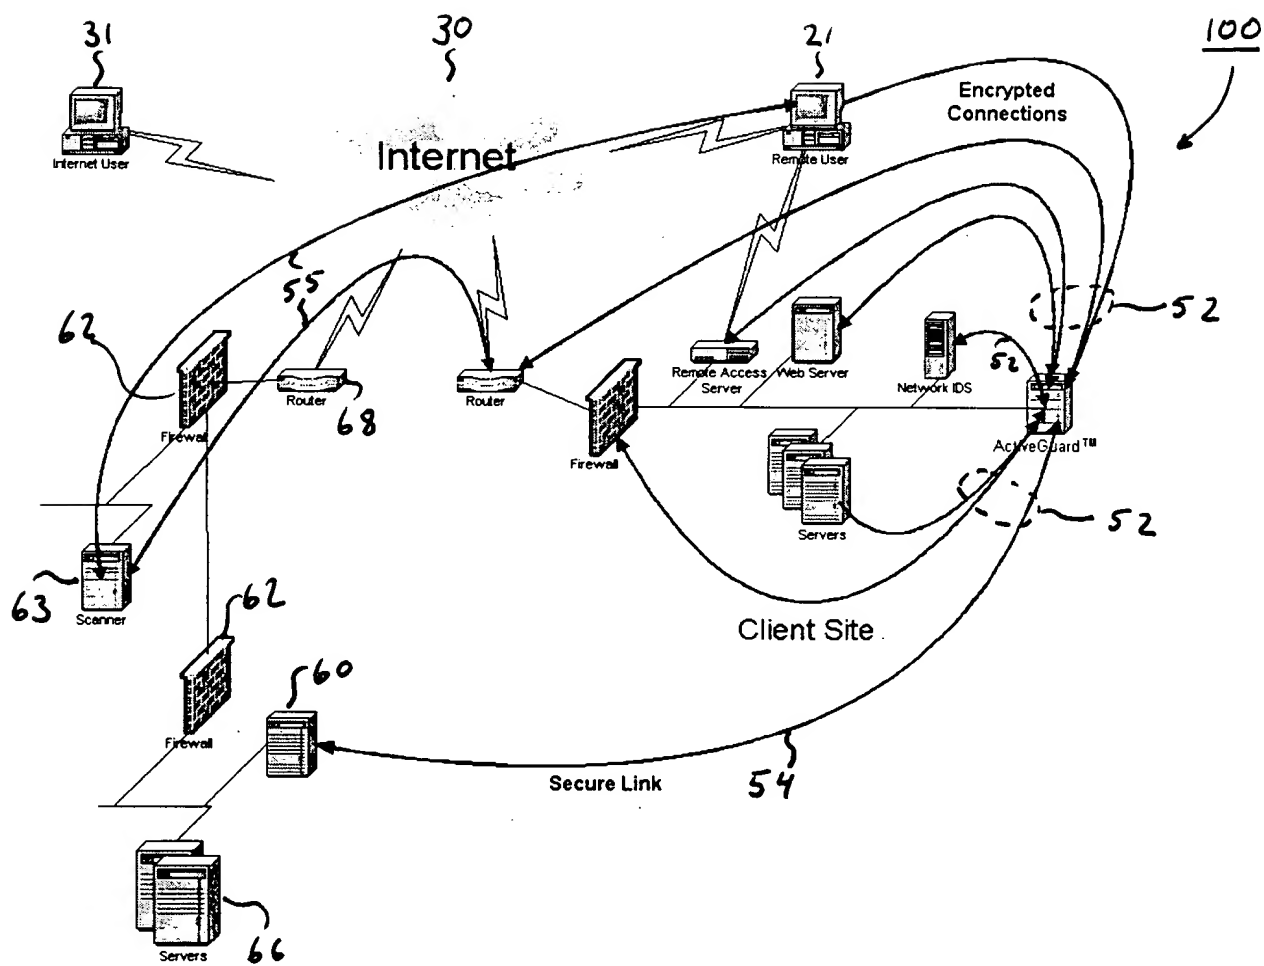 31
30
21
100
Encrypted
Connections
Internet
Internet User
Remote User
55
55
52
62
52
Remote Access
Server
Web Server
Network IDS
Router
68
Router
Firewall
Firewall
ActiveGuard™
52
Servers
63
Scanner
62
Client Site
60
Firewall
Secure Link
54
Servers
66